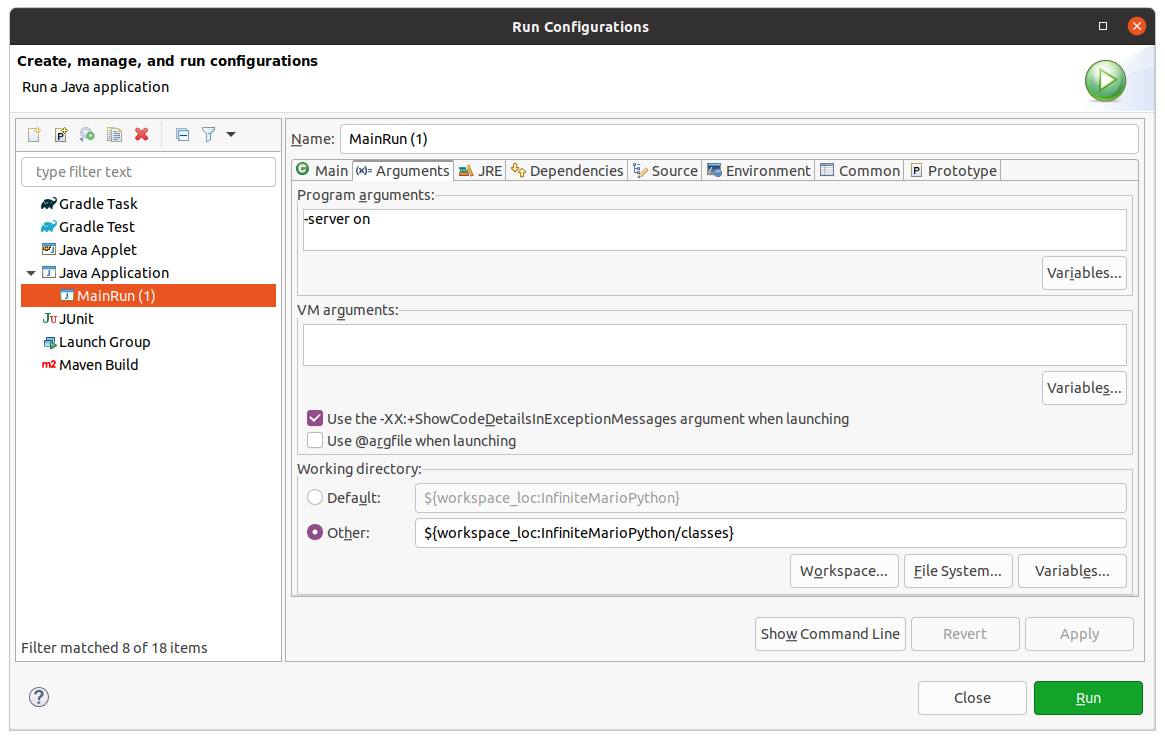 Run Configurations
Create, manage, and run configurations
Run a Java application
type filter text
Gradle Task
Gradle Test
Java Applet
Java Application
MainRun (1)
JUnit
Launch Group
m2 Maven Build
Filter matched 8 of 18 items
Name: MainRun (1)
Main (x)= Arguments JRE Dependencies Source Environment Common Prototype
Program arguments:
-server on
Variables...
VM arguments:
Variables...
Use the -XX:+ShowCodeDetailsInExceptionMessages argument when launching
Use @argfile when launching
Working directory:
Default: ${workspace_loc:InfiniteMarioPython}
Other: ${workspace_loc:InfiniteMarioPython/classes}
Workspace... File System... Variables...
Show Command Line Revert Apply
? Close Run